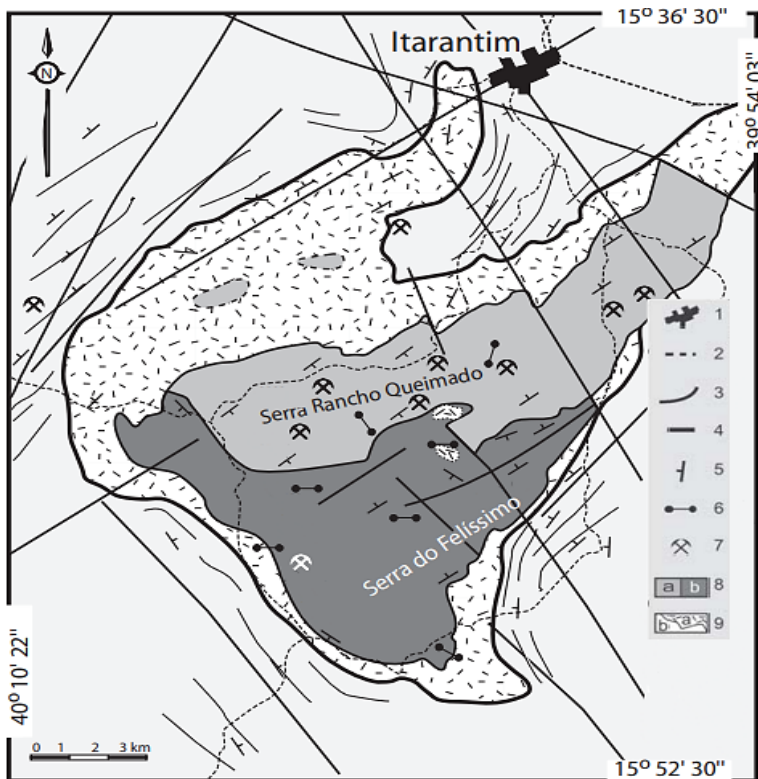 15º 36' 30''
Itarantim
39º 54' 03''
N
Serra Rancho Queimado
Serra do Felíssimo
1
2
3
4
5
6
7
a b 8
b a 9
40º 10' 22''
0 1 2 3 km
15º 52' 30''